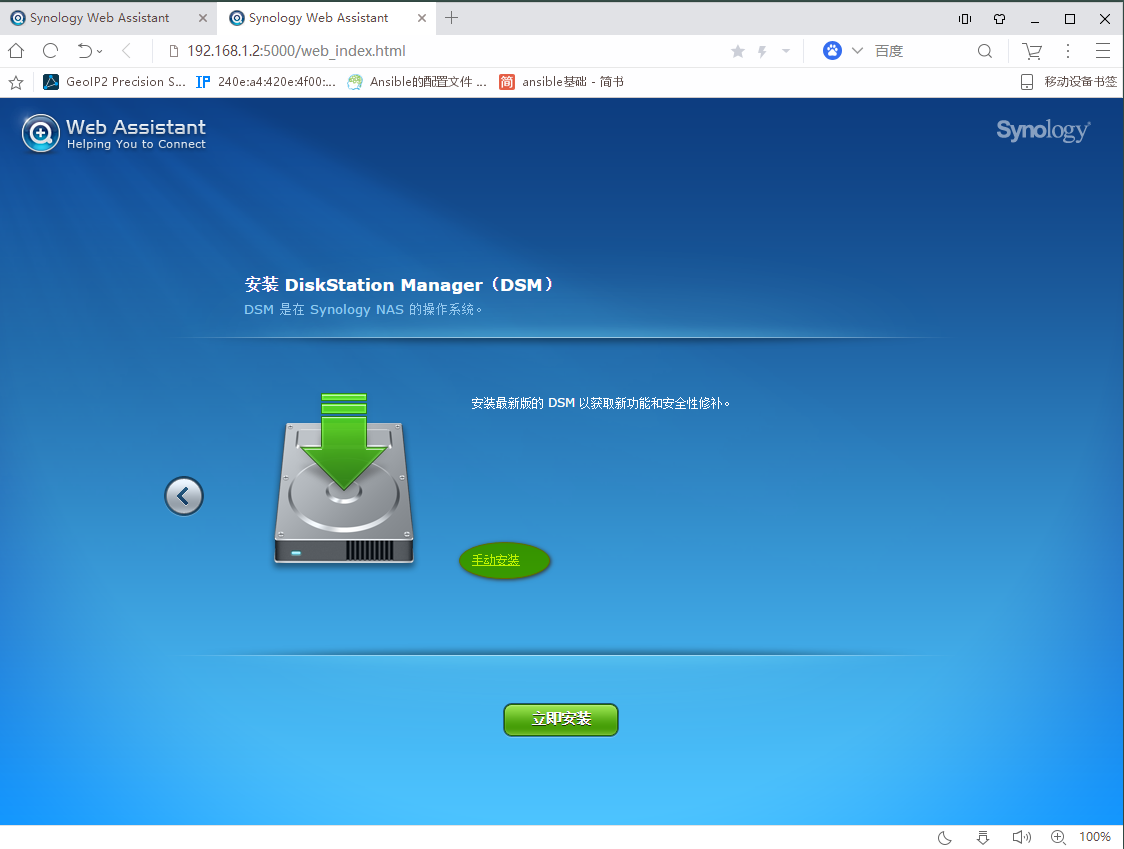 Synology Web Assistant
Synology Web Assistant
192.168.1.2:5000/web_index.html
百度
GeoIP2 Precision S...
IP
240e:a4:420e:4f00:...
Ansible的配置文件 ...
简
ansible基础 - 简书
移动设备书签
Web Assistant
Helping You to Connect
Synology
安装 DiskStation Manager（DSM）
DSM 是在 Synology NAS 的操作系统。
安装最新版的 DSM 以获取新功能和安全性修补。
手动安装
立即安装
100%